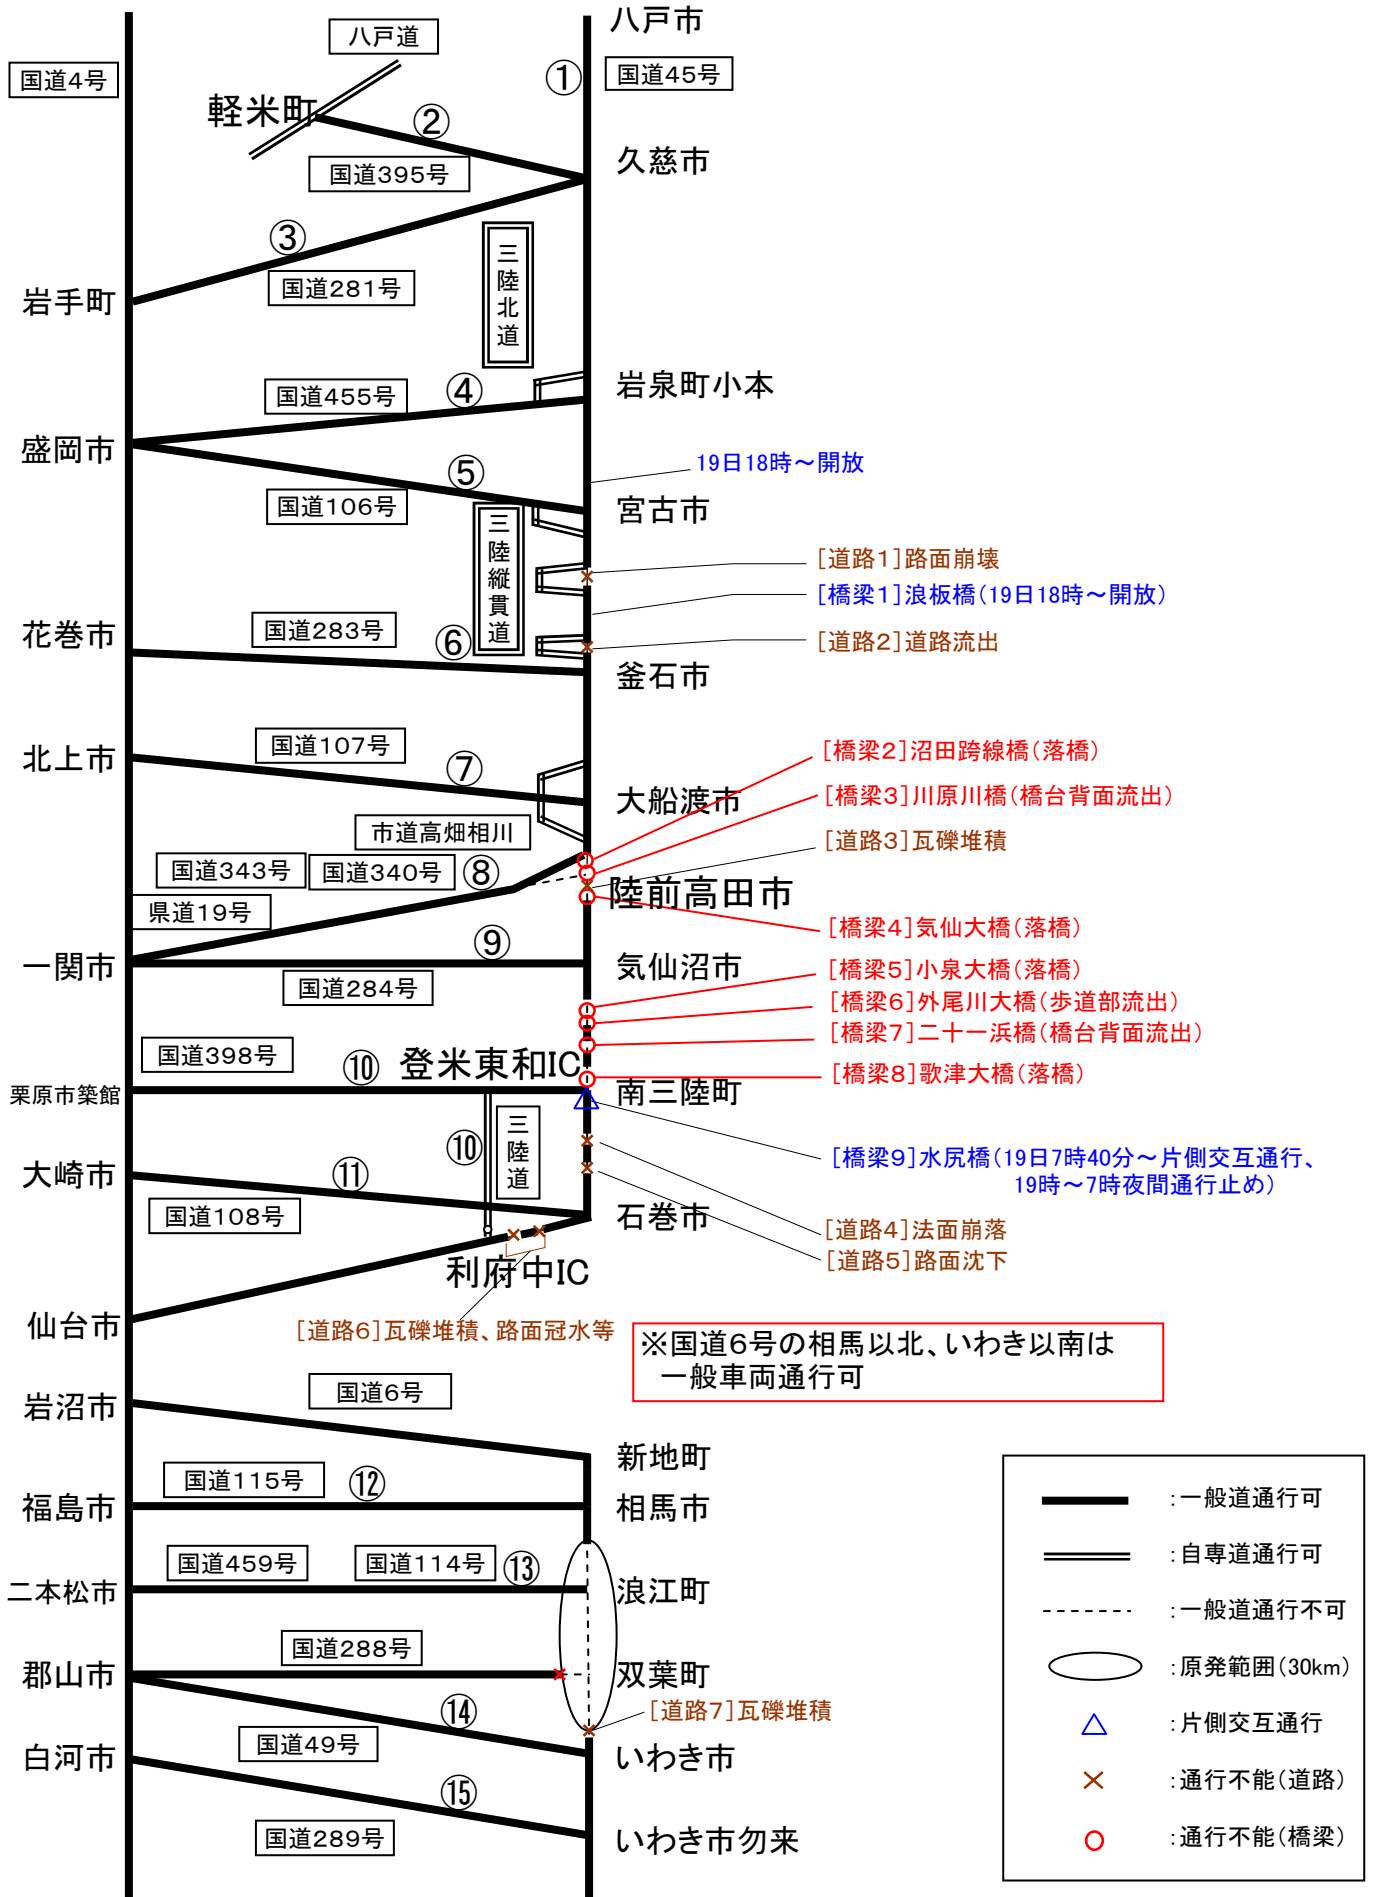 八戸市
八戸道
国道4号
①
国道45号
軽米町
②
久慈市
国道395号
③
三陸北道
国道281号
岩手町
岩泉町小本
国道455号
④
盛岡市
19日18時～開放
⑤
国道106号
宮古市
三陸縦貫道
[道路1]路面崩壊
[橋梁1]浪板橋(19日18時～開放)
花巻市
国道283号
⑥
[道路2]道路流出
釜石市
北上市
国道107号
⑦
[橋梁2]沼田跨線橋(落橋)
大船渡市
[橋梁3]川原川橋(橋台背面流出)
市道高畑相川
[道路3]瓦礫堆積
国道343号
国道340号
⑧
陸前高田市
県道19号
[橋梁4]気仙大橋(落橋)
⑨
一関市
気仙沼市
[橋梁5]小泉大橋(落橋)
国道284号
[橋梁6]外尾川大橋(歩道部流出)
[橋梁7]二十一浜橋(橋台背面流出)
国道398号
⑩
登米東和IC
[橋梁8]歌津大橋(落橋)
栗原市築館
南三陸町
⑩
三陸道
[橋梁9]水尻橋(19日7時40分～片側交互通行、
19時～7時夜間通行止め)
大崎市
⑪
国道108号
石巻市
[道路4]法面崩落
[道路5]路面沈下
利府中IC
仙台市
[道路6]瓦礫堆積、路面冠水等
※国道6号の相馬以北、いわき以南は
一般車両通行可
岩沼市
国道6号
新地町
国道115号
⑫
福島市
相馬市
国道459号
国道114号
⑬
二本松市
浪江町
国道288号
郡山市
双葉町
⑭
[道路7]瓦礫堆積
国道49号
白河市
いわき市
⑮
国道289号
いわき市勿来
:一般道通行可
:自専道通行可
:一般道通行不可
:原発範囲(30km)
:片側交互通行
:通行不能(道路)
:通行不能(橋梁)